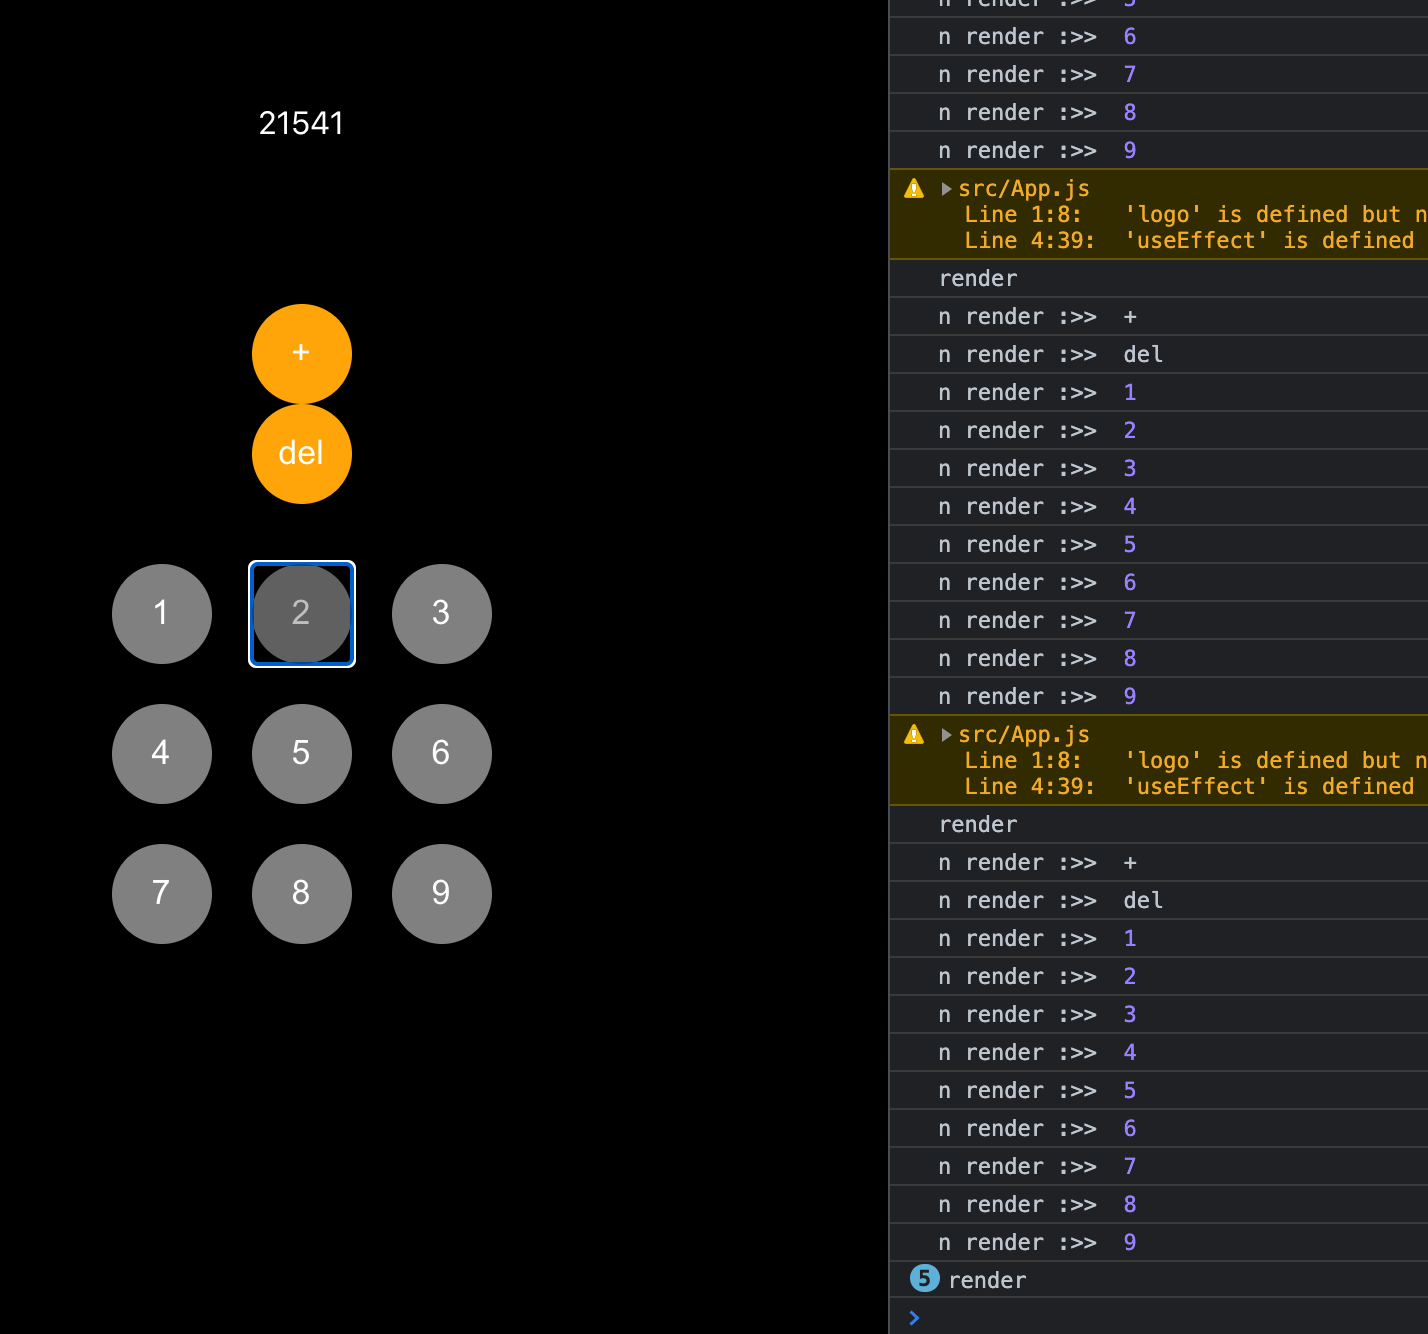 21541
+
del
1 2 3
4 5 6
7 8 9
n render :>> 
n render :>> 6
n render :>> 7
n render :>> 8
n render :>> 9
src/App.js
Line 1:8: 'logo' is defined but n
Line 4:39: 'useEffect' is defined
render
n render :>> +
n render :>> del
n render :>> 1
n render :>> 2
n render :>> 3
n render :>> 4
n render :>> 5
n render :>> 6
n render :>> 7
n render :>> 8
n render :>> 9
src/App.js
Line 1:8: 'logo' is defined but n
Line 4:39: 'useEffect' is defined
render
n render :>> +
n render :>> del
n render :>> 1
n render :>> 2
n render :>> 3
n render :>> 4
n render :>> 5
n render :>> 6
n render :>> 7
n render :>> 8
n render :>> 9
5 render
>